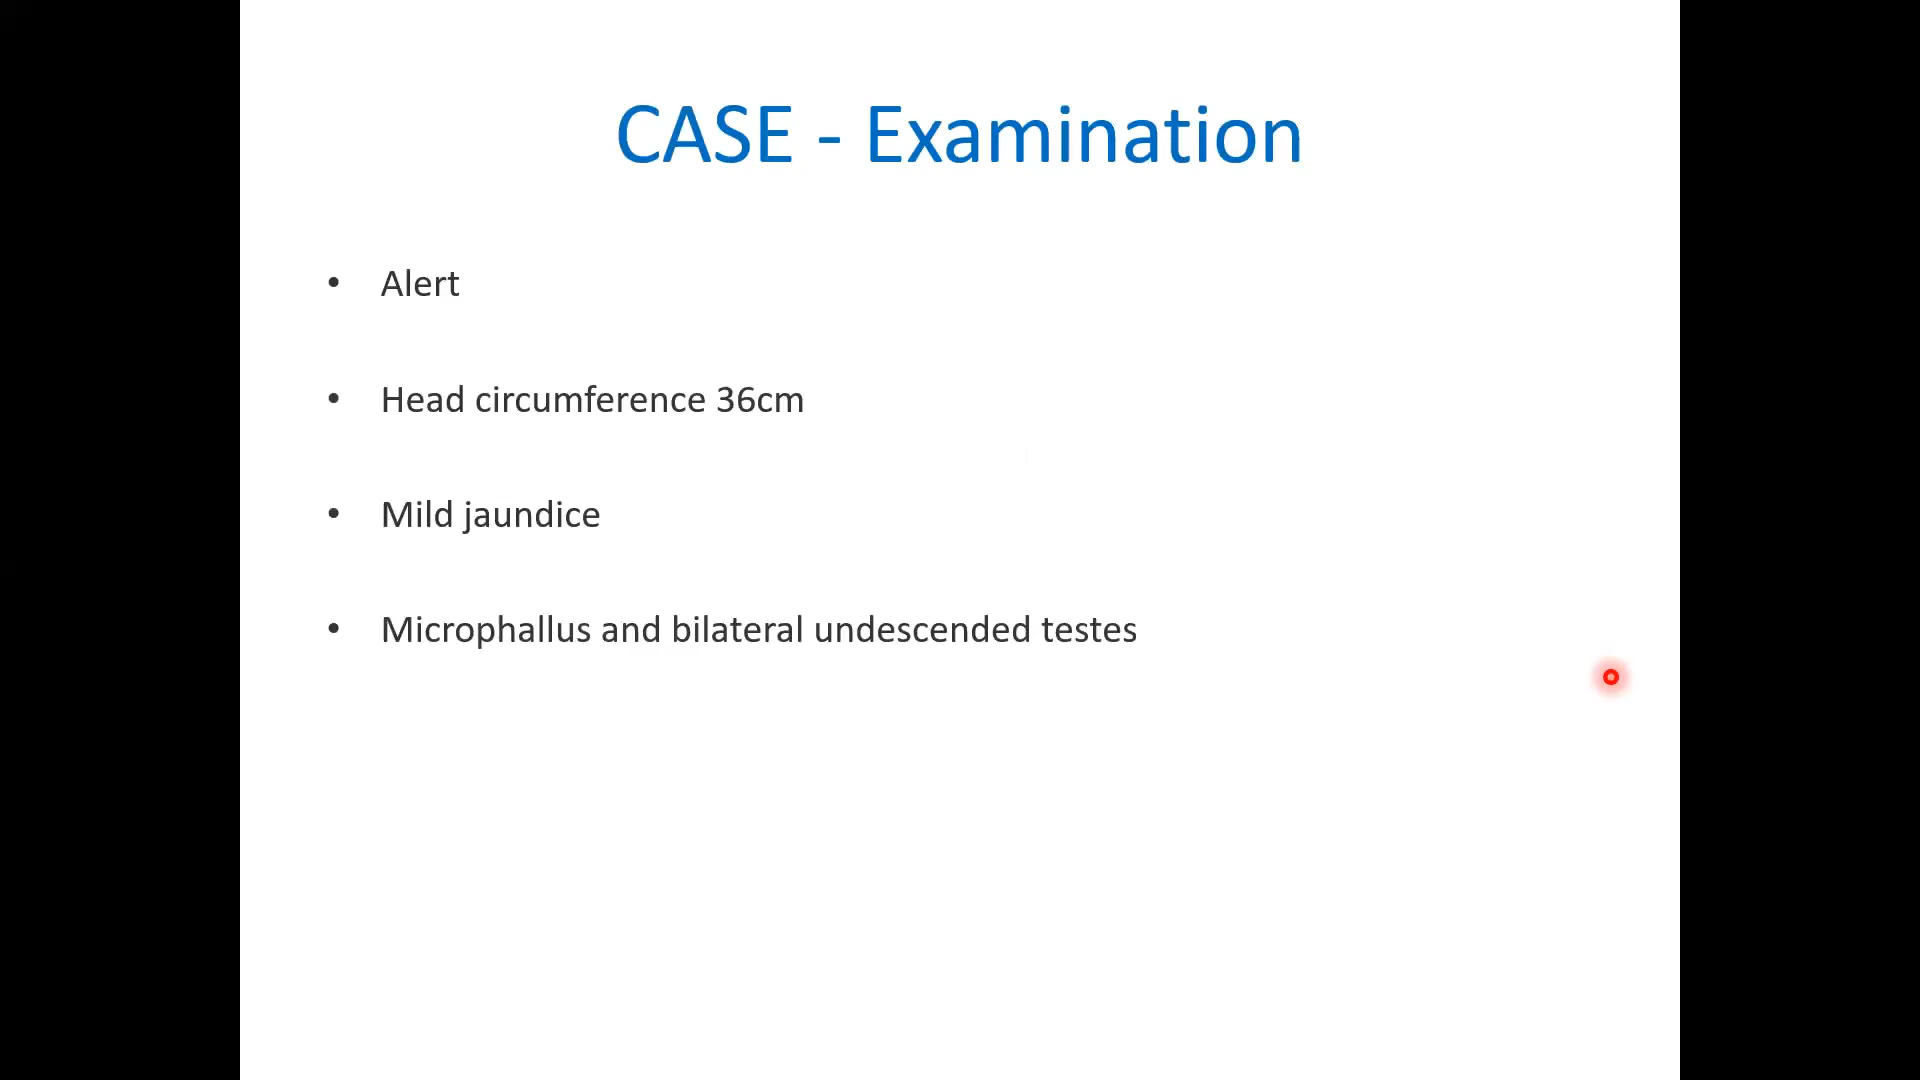 CASE - Examination
• Alert
• Head circumference 36cm
• Mild jaundice
• Microphallus and bilateral undescended testes